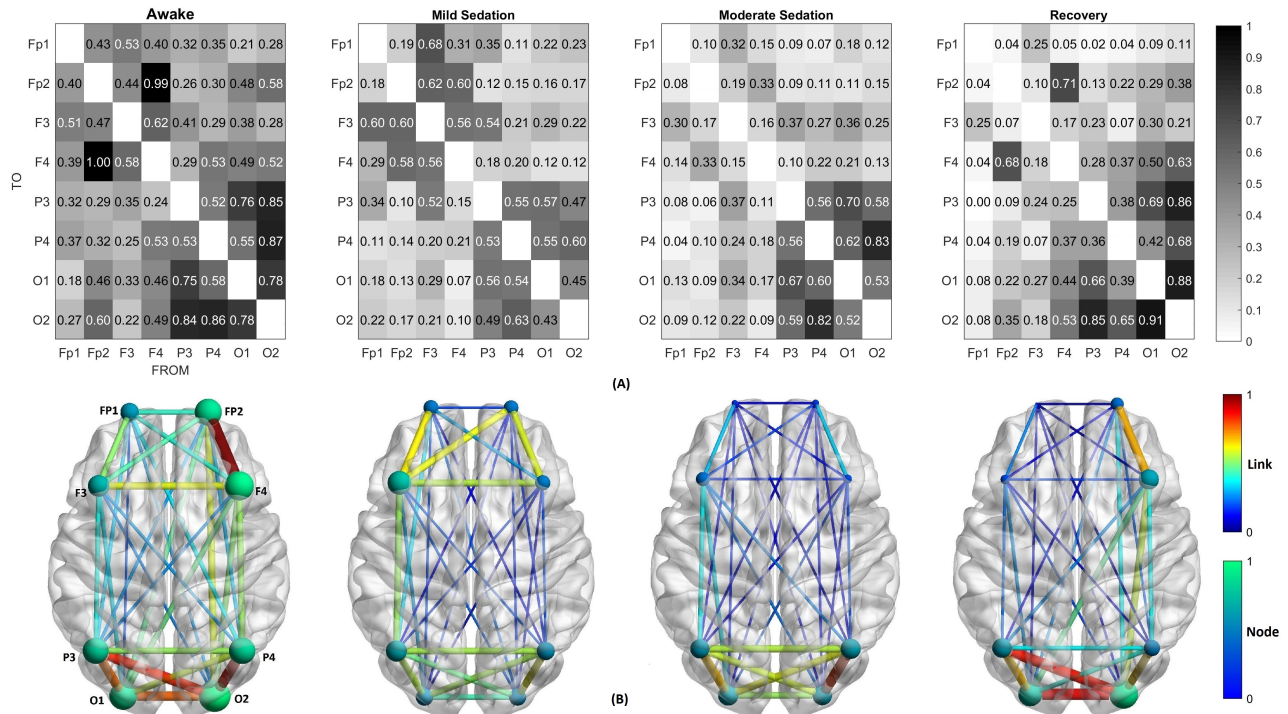 Awake Mild Sedation Moderate Sedation Recovery
Fp1 0.43 0.53 0.40 0.32 0.35 0.21 0.28 Fp1 0.19 0.68 0.31 0.35 0.11 0.22 0.23 Fp1 0.10 0.32 0.15 0.09 0.07 0.18 0.12 Fp1 0.04 0.25 0.05 0.02 0.04 0.09 0.11 1
0.9
Fp2 0.40 0.44 0.99 0.26 0.30 0.48 0.58 Fp2 0.18 0.62 0.60 0.12 0.15 0.16 0.17 Fp2 0.08 0.19 0.33 0.09 0.11 0.11 0.15 Fp2 0.04 0.10 0.71 0.13 0.22 0.29 0.38
0.8
0.7
F3 0.51 0.47 0.62 0.41 0.29 0.38 0.28 F3 0.60 0.60 0.56 0.54 0.21 0.29 0.22 F3 0.30 0.17 0.16 0.37 0.27 0.36 0.25 F3 0.25 0.07 0.17 0.23 0.07 0.30 0.21
0.6
F4 0.39 1.00 0.58 0.29 0.53 0.49 0.52 F4 0.29 0.58 0.56 0.18 0.20 0.12 0.12 F4 0.14 0.33 0.15 0.10 0.22 0.21 0.13 F4 0.04 0.68 0.18 0.28 0.37 0.50 0.63
TO
0.5
P3 0.32 0.29 0.35 0.24 0.52 0.76 0.85 P3 0.34 0.10 0.52 0.15 0.55 0.57 0.47 P3 0.08 0.06 0.37 0.11 0.56 0.70 0.58 P3 0.00 0.09 0.24 0.25 0.38 0.69 0.86
0.4
0.3
P4 0.37 0.32 0.25 0.53 0.53 0.55 0.87 P4 0.11 0.14 0.20 0.21 0.53 0.55 0.60 P4 0.04 0.10 0.24 0.18 0.56 0.62 0.83 P4 0.04 0.19 0.07 0.37 0.36 0.42 0.68
0.2
O1 0.18 0.46 0.33 0.46 0.75 0.58 0.78 O1 0.18 0.13 0.29 0.07 0.56 0.54 0.45 O1 0.13 0.09 0.34 0.17 0.67 0.60 0.53 O1 0.08 0.22 0.27 0.44 0.66 0.39 0.88
0.1
O2 0.27 0.60 0.22 0.49 0.84 0.86 0.78 O2 0.22 0.17 0.21 0.10 0.49 0.63 0.43 O2 0.09 0.12 0.22 0.09 0.59 0.82 0.52 O2 0.08 0.35 0.18 0.53 0.85 0.65 0.91
0
Fp1 Fp2 F3 F4 P3 P4 O1 O2 Fp1 Fp2 F3 F4 P3 P4 O1 O2 Fp1 Fp2 F3 F4 P3 P4 O1 O2 Fp1 Fp2 F3 F4 P3 P4 O1 O2
FROM
(A)
FP1 FP2
F3 F4
P3 P4
O1 O2
1
Link
0
1
Node
0
(B)